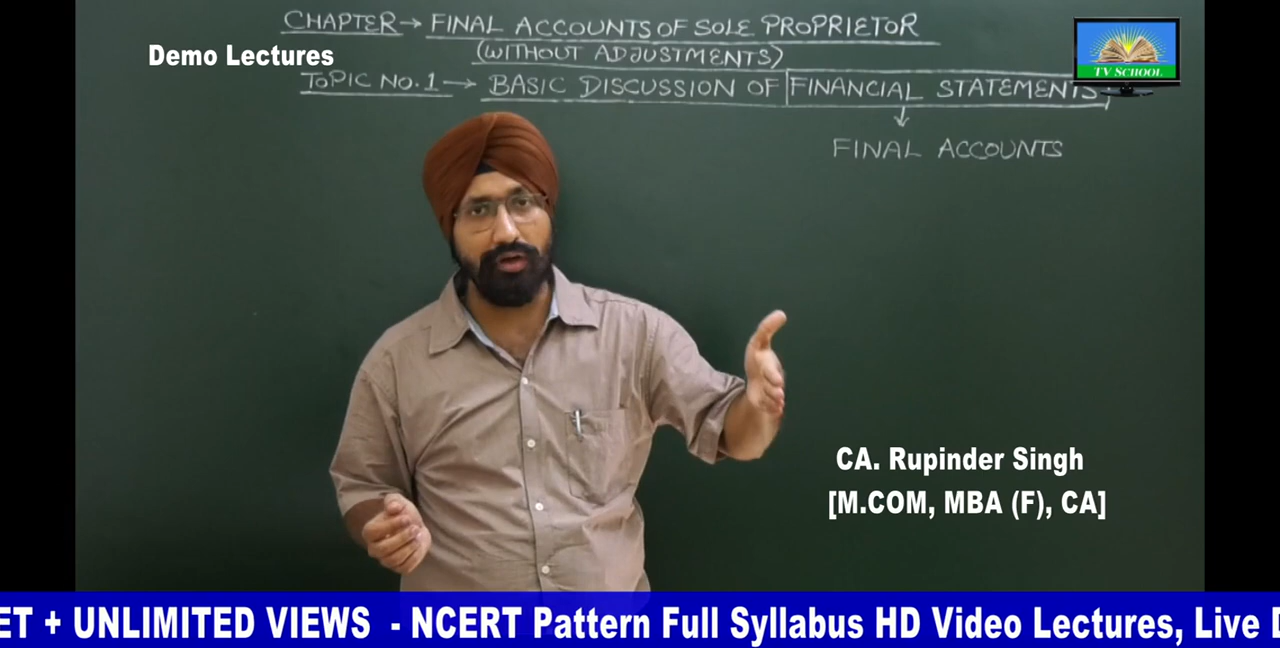 CHAPTER → FINAL ACCOUNTS OF SOLE PROPRIETOR
(WITHOUT ADJUSTMENTS)
Demo Lectures
TOPIC NO. 1 → BASIC DISCUSSION OF FINANCIAL STATEMENTS
TV SCHOOL
FINAL ACCOUNTS
CA. Rupinder Singh
[M.COM, MBA (F), CA]
ET + UNLIMITED VIEWS - NCERT Pattern Full Syllabus HD Video Lectures, Live D